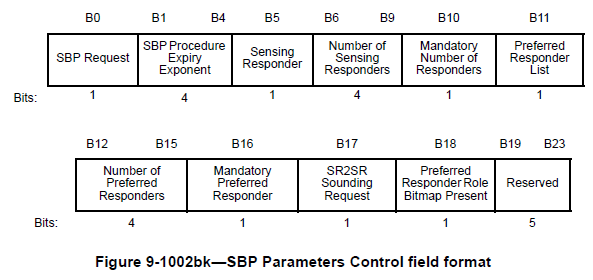 B0 B1 B4 B5 B6 B9 B10 B11
SBP Request SBP Procedure Expiry Exponent Sensing Responder Number of Sensing Responders Mandatory Number of Responders Preferred Responder List
Bits: 1 4 1 4 1 1
B12 B15 B16 B17 B18 B19 B23
Number of Preferred Responders Mandatory Preferred Responder SR2SR Sounding Request Preferred Responder Role Bitmap Present Reserved
Bits: 4 1 1 1 5
Figure 9-1002bk—SBP Parameters Control field format